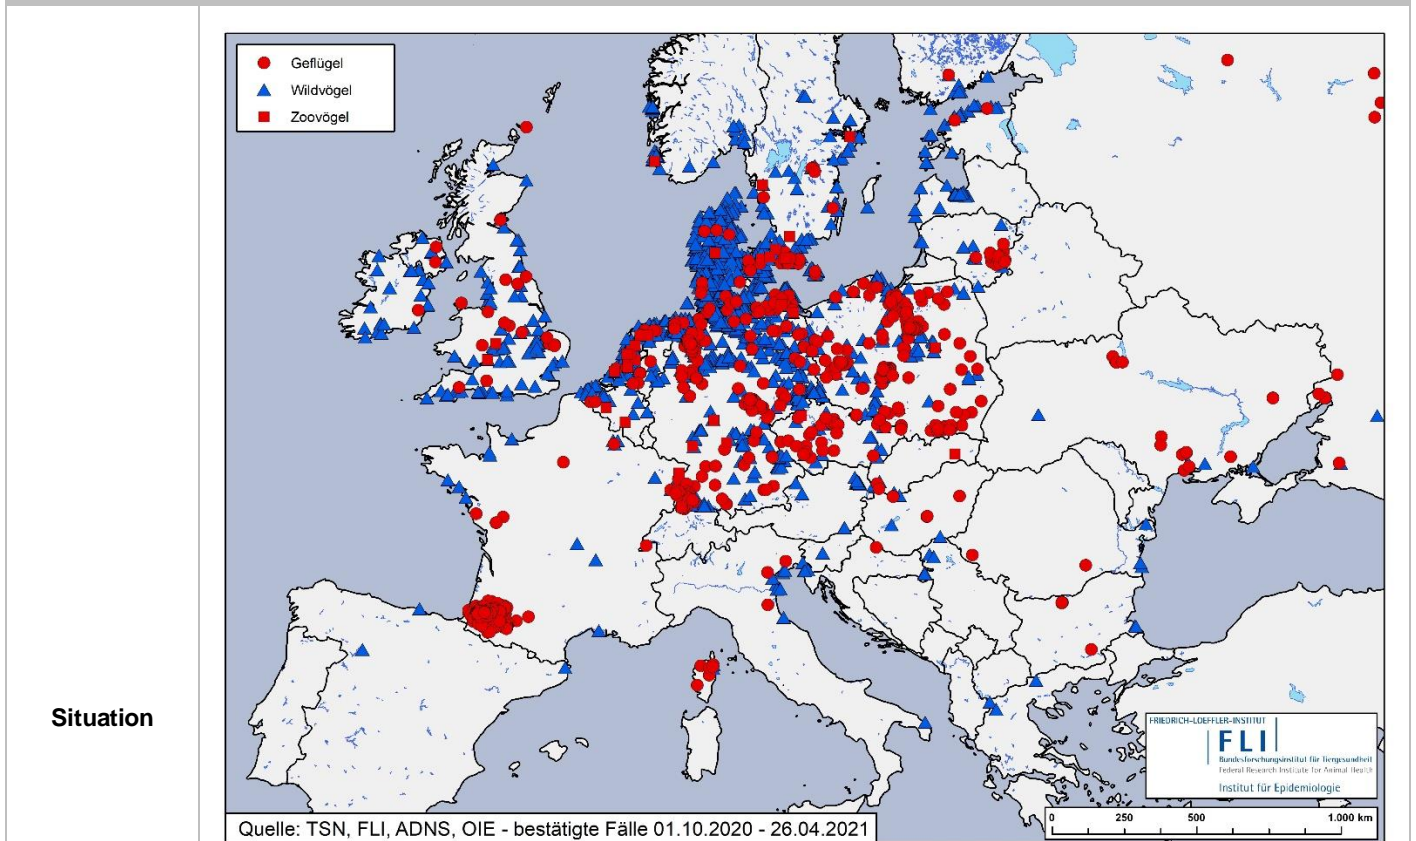 Geflügel
Wildvögel
Zoovögel
Situation
FRIEDRICH-LOEFFLER-INSTITUT
FLI
Bundesforschungsinstitut für Tiergesundheit
Federal Research Institute for Animal Health
Institut für Epidemiologie
Quelle: TSN, FLI, ADNS, OIE - bestätigte Fälle 01.10.2020 - 26.04.2021
0 250 500 1.000 km